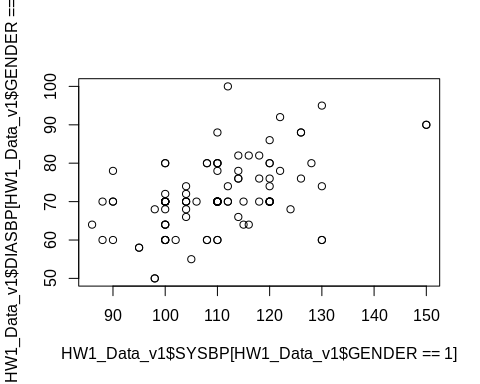 HW1_Data_v1$DIASBP[HW1_Data_v1$GENDER ==
100
90
80
70
60
50
90 100 110 120 130 140 150
HW1_Data_v1$SYSBP[HW1_Data_v1$GENDER == 1]